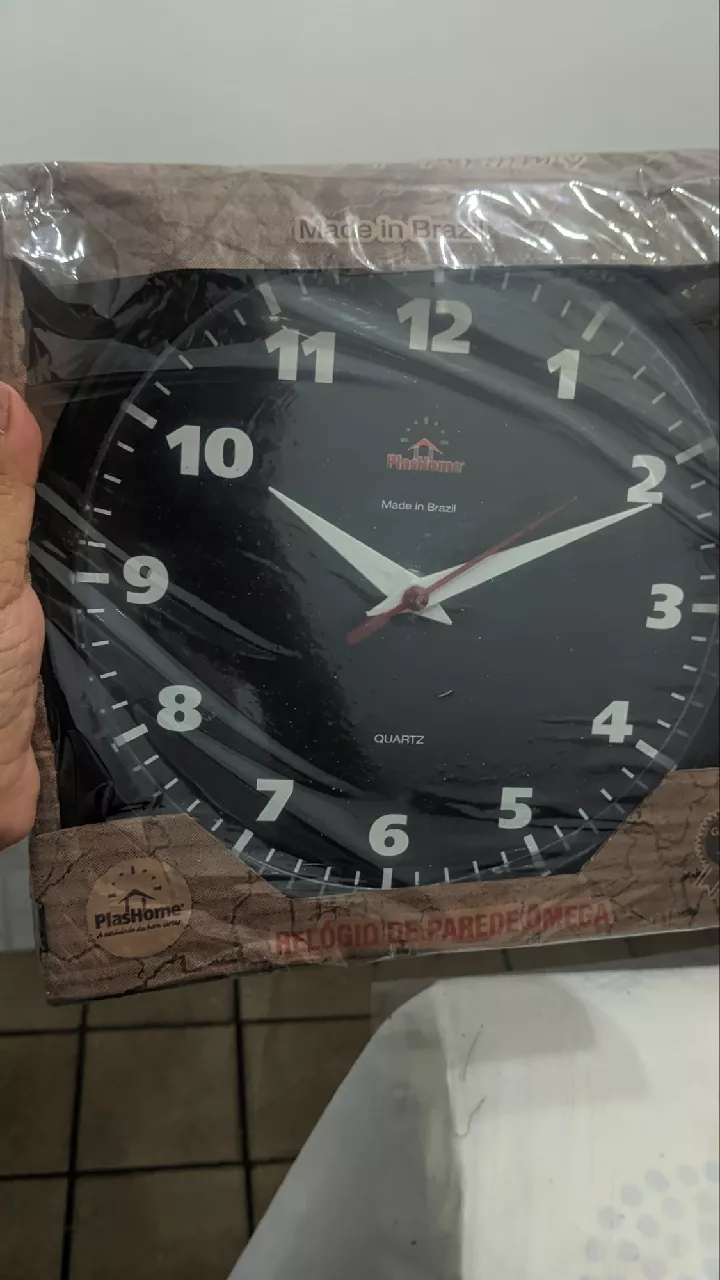 Made in Brazil
12
11
1
10
2
PlasHome
Made in Brazil
9
3
8
4
QUARTZ
7
5
6
PlasHome
RELÓGIO DE PAREDE ÔMEGA